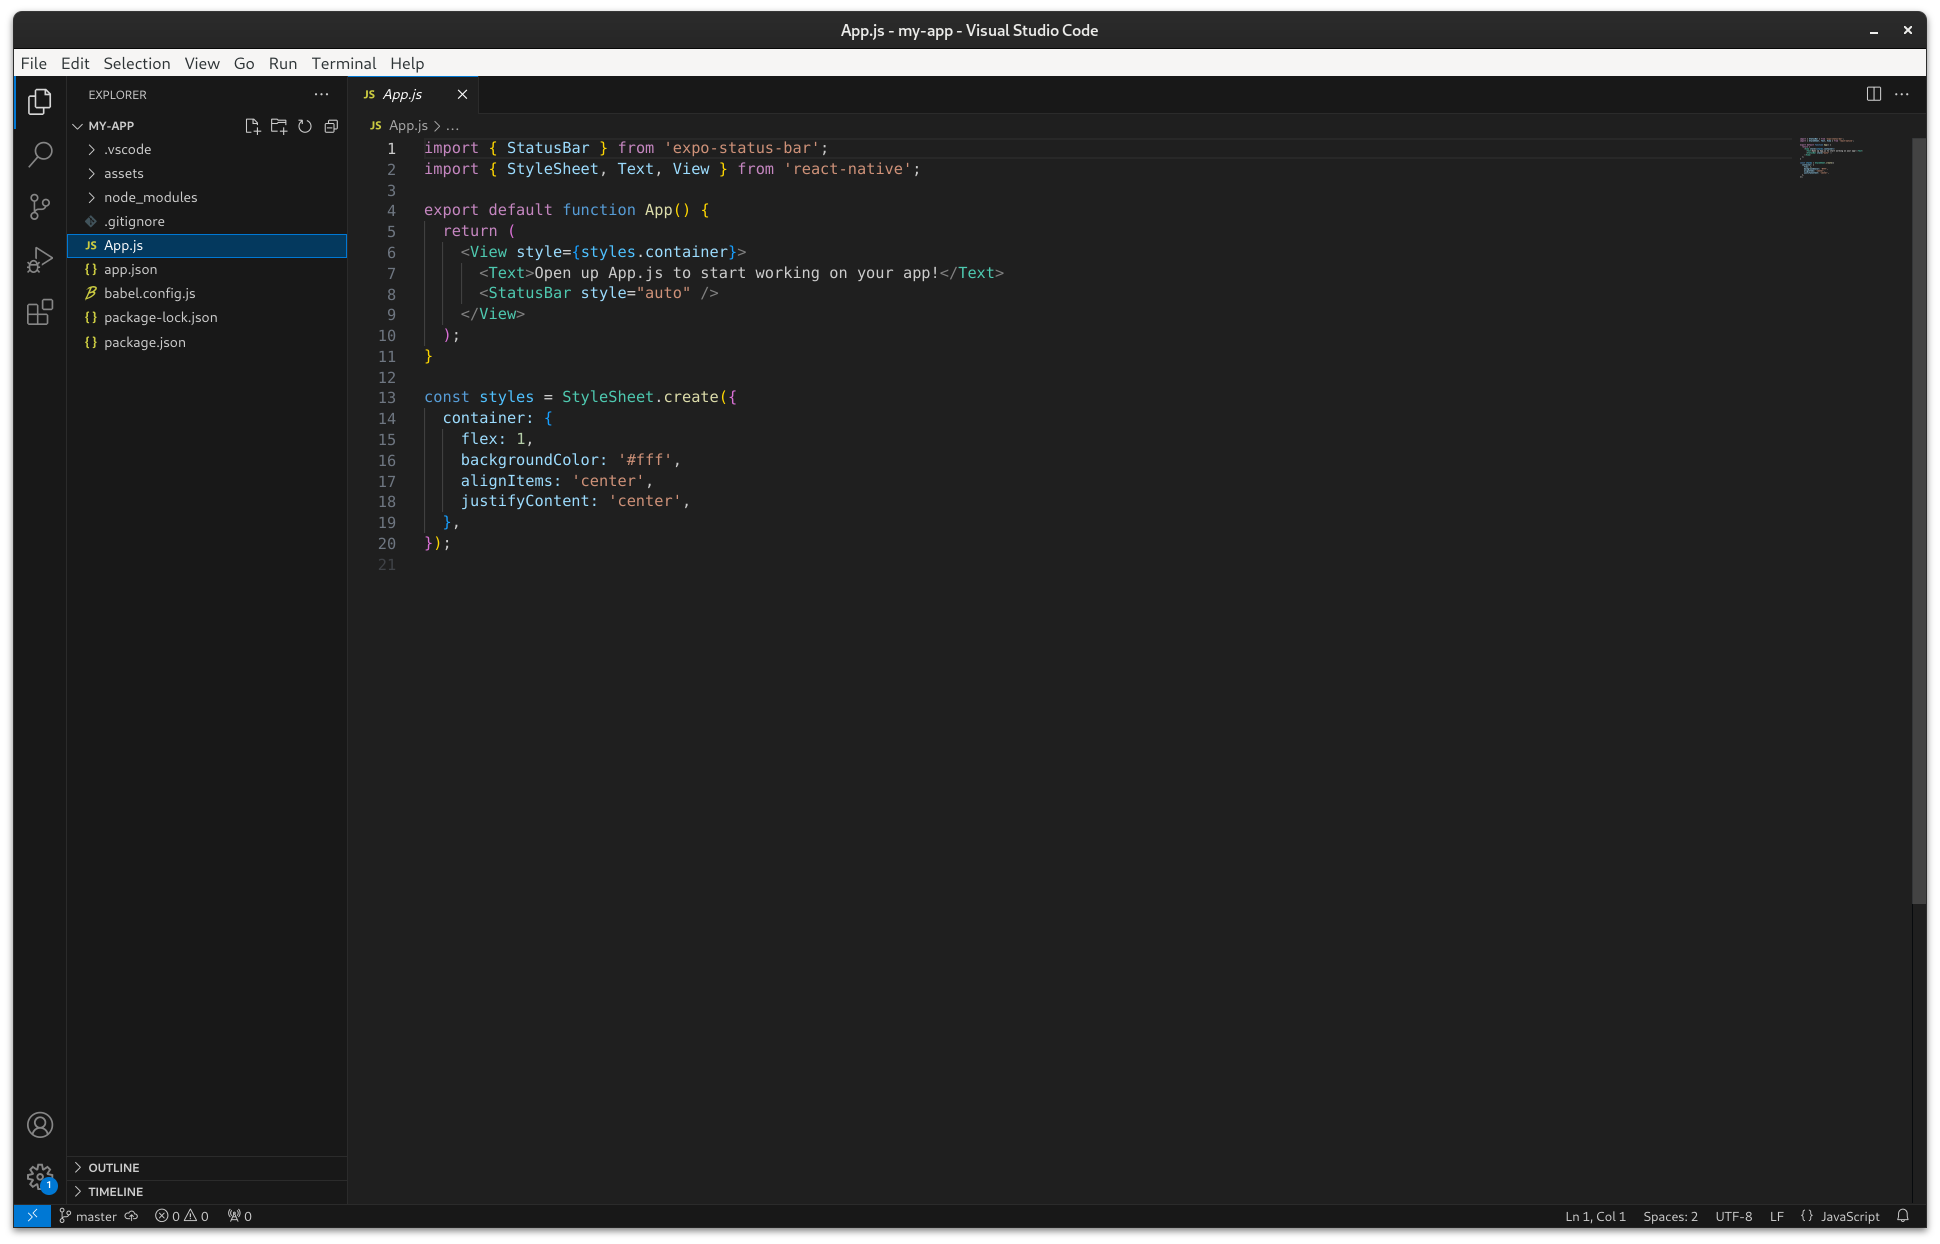 App.js - my-app - Visual Studio Code
File Edit Selection View Go Run Terminal Help
EXPLORER
MY-APP
.vscode
assets
node_modules
.gitignore
JS App.js
{} app.json
babel.config.js
{} package-lock.json
{} package.json
OUTLINE
TIMELINE
JS App.js
JS App.js > ...
1 import { StatusBar } from 'expo-status-bar';
2 import { StyleSheet, Text, View } from 'react-native';
3
4 export default function App() {
5   return (
6     <View style={styles.container}>
7       <Text>Open up App.js to start working on your app!</Text>
8       <StatusBar style="auto" />
9     </View>
10   );
11 }
12
13 const styles = StyleSheet.create({
14   container: {
15     flex: 1,
16     backgroundColor: '#fff',
17     alignItems: 'center',
18     justifyContent: 'center',
19   },
20 });
21
1
master 0 0 0
Ln 1, Col 1 Spaces: 2 UTF-8 LF {} JavaScript